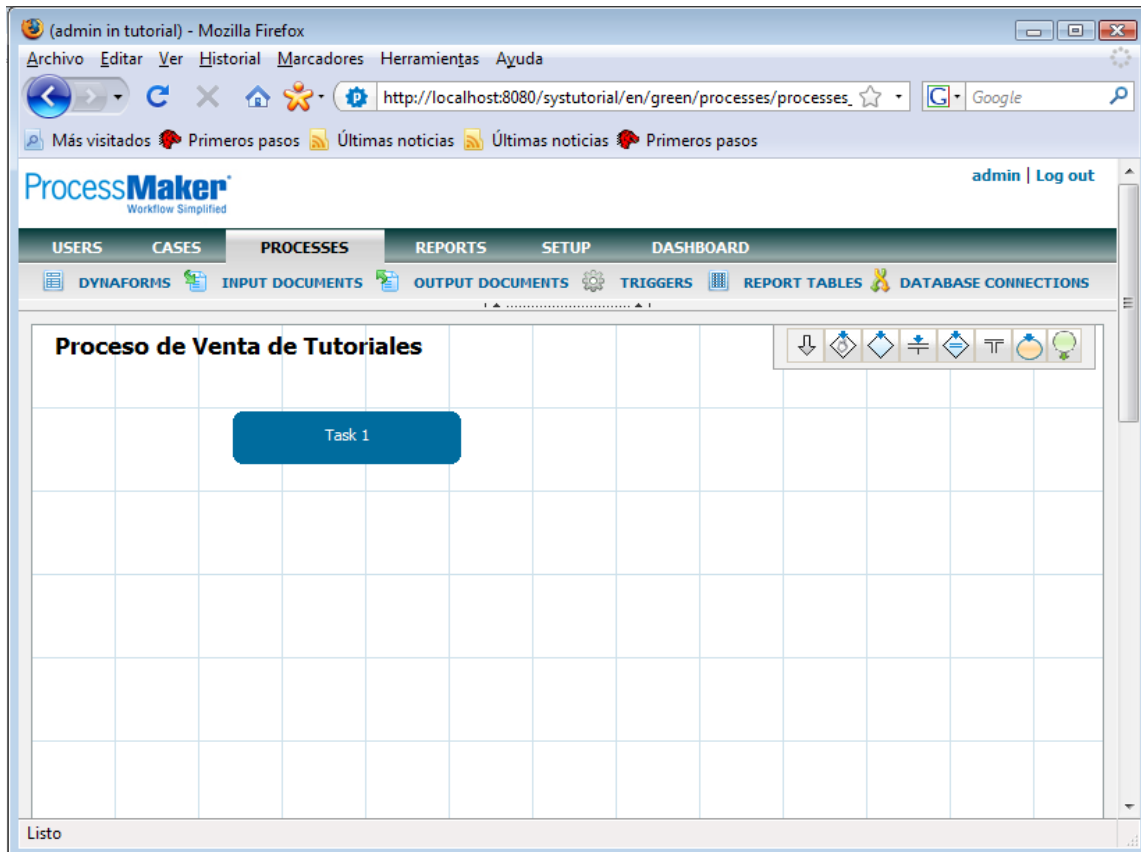 (admin in tutorial) - Mozilla Firefox
Archivo Editar Ver Historial Marcadores Herramientas Ayuda
http://localhost:8080/systutorial/en/green/processes/processes_ G Google
Más visitados Primeros pasos Últimas noticias Últimas noticias Primeros pasos
ProcessMaker
Workflow Simplified
admin | Log out
USERS CASES PROCESSES REPORTS SETUP DASHBOARD
DYNAFORMS INPUT DOCUMENTS OUTPUT DOCUMENTS TRIGGERS REPORT TABLES DATABASE CONNECTIONS
Proceso de Venta de Tutoriales
Task 1
Listo